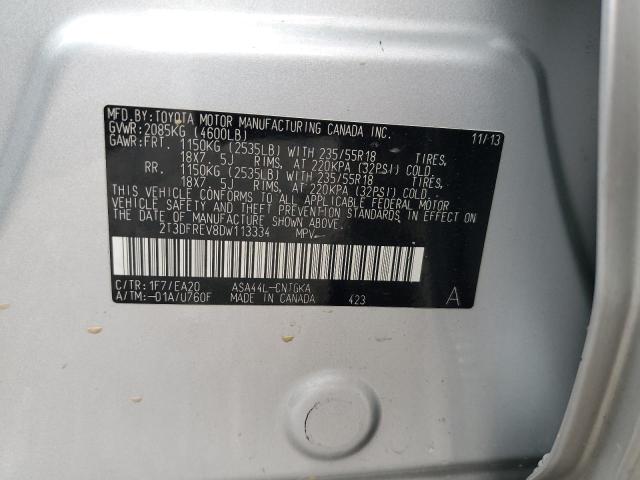 MFD.BY:TOYOTA MOTOR MANUFACTURING CANADA INC.
GVWR:2085KG (4600LB) 11/13
GAWR:FRT. 1150KG (2535LB) WITH 235/55R18 TIRES,
18X7. 5J RIMS, AT 220KPA (32PSI) COLD.
RR. 1150KG (2535LB) WITH 235/55R18 TIRES,
18X7. 5J RIMS, AT 220KPA (32PSI) COLD.
THIS VEHICLE CONFORMS TO ALL APPLICABLE FEDERAL MOTOR
VEHICLE SAFETY, THEFT PREVENTION STANDARDS IN EFFECT ON
THE DATE OF MANUFACTURE SHOWN ABOVE.
2T3DFREV8DW113334 MPV
C/TR:1F7/EA20 ASA44L-CNTGKA
A/TM:-01A/U760F MADE IN CANADA 423 A